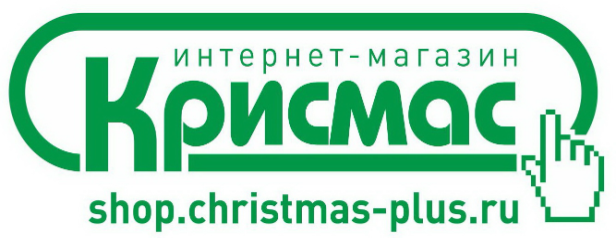 интернет-магазин
Крисмас
shop.christmas-plus.ru